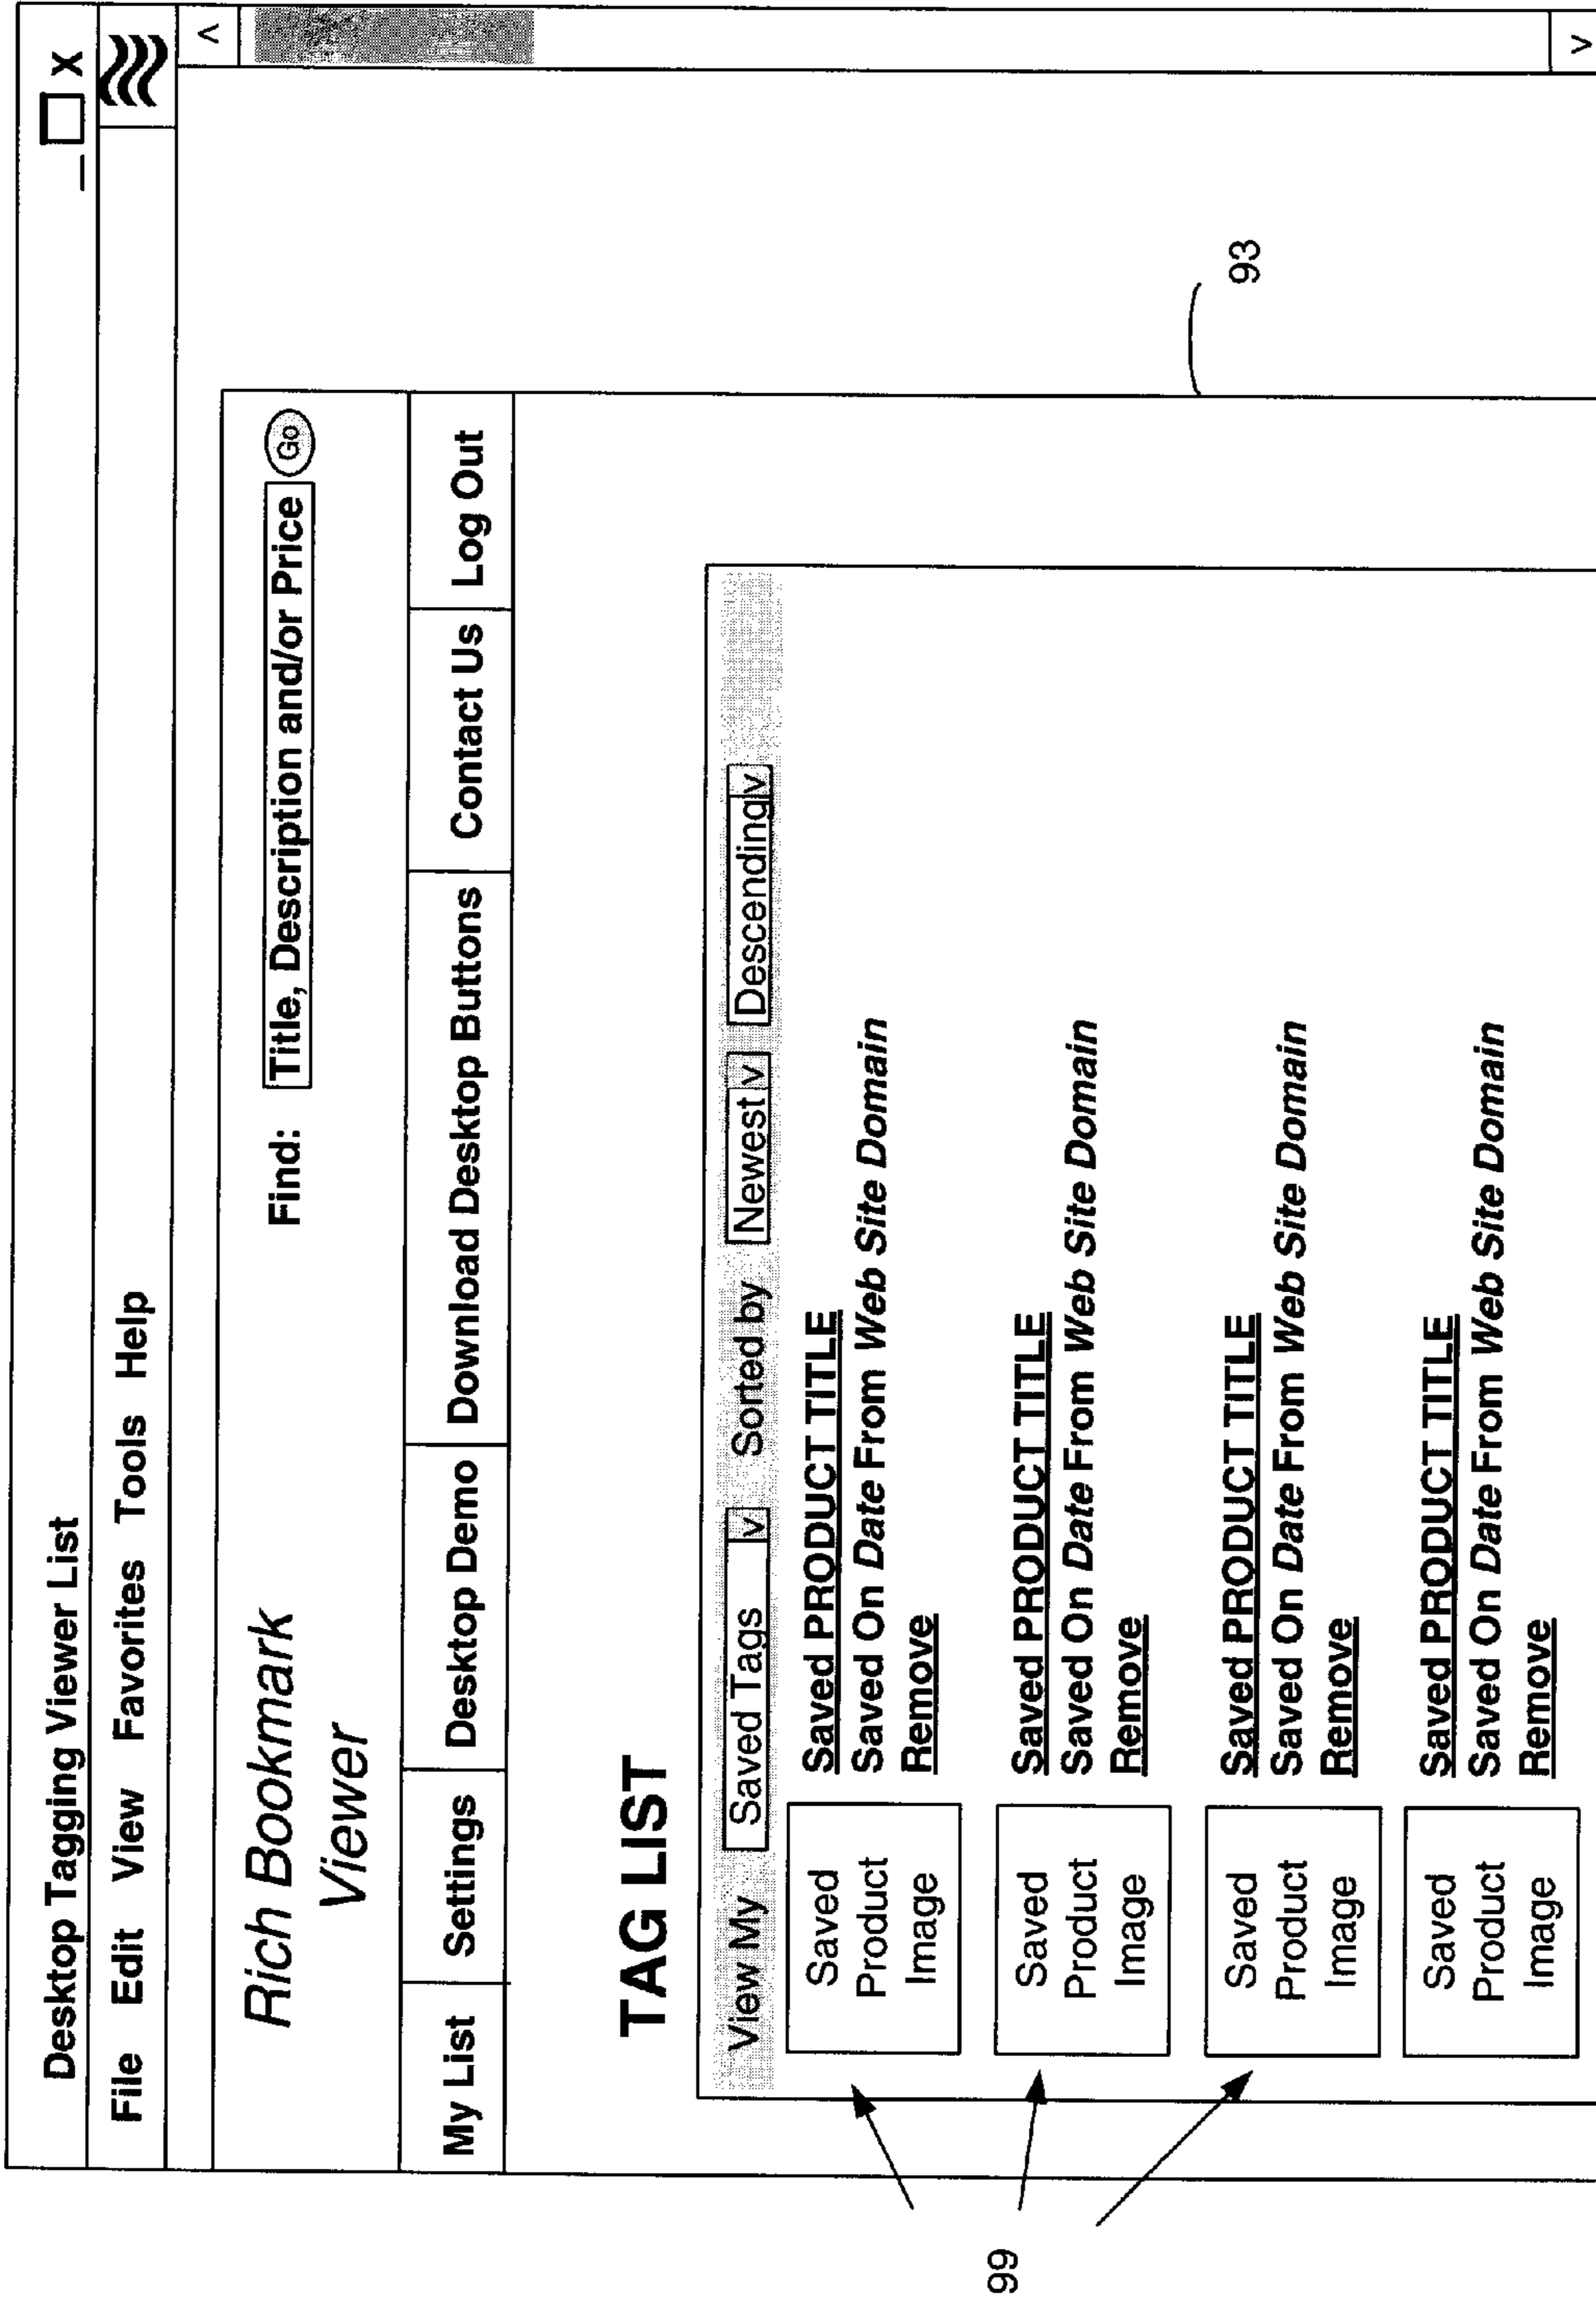 Desktop Tagging Viewer List _ X
File Edit View Favorites Tools Help
Rich Bookmark
Viewer
Find: Title, Description and/or Price Go
My List Settings Desktop Demo Download Desktop Buttons Contact Us Log Out
TAG LIST
View My Saved Tags v Sorted by Newest v Descending v
Saved
Product
Image
Saved PRODUCT TITLE
Saved On Date From Web Site Domain
Remove
Saved
Product
Image
Saved PRODUCT TITLE
Saved On Date From Web Site Domain
Remove
Saved
Product
Image
Saved PRODUCT TITLE
Saved On Date From Web Site Domain
Remove
Saved
Product
Image
Saved PRODUCT TITLE
Saved On Date From Web Site Domain
Remove
99
93